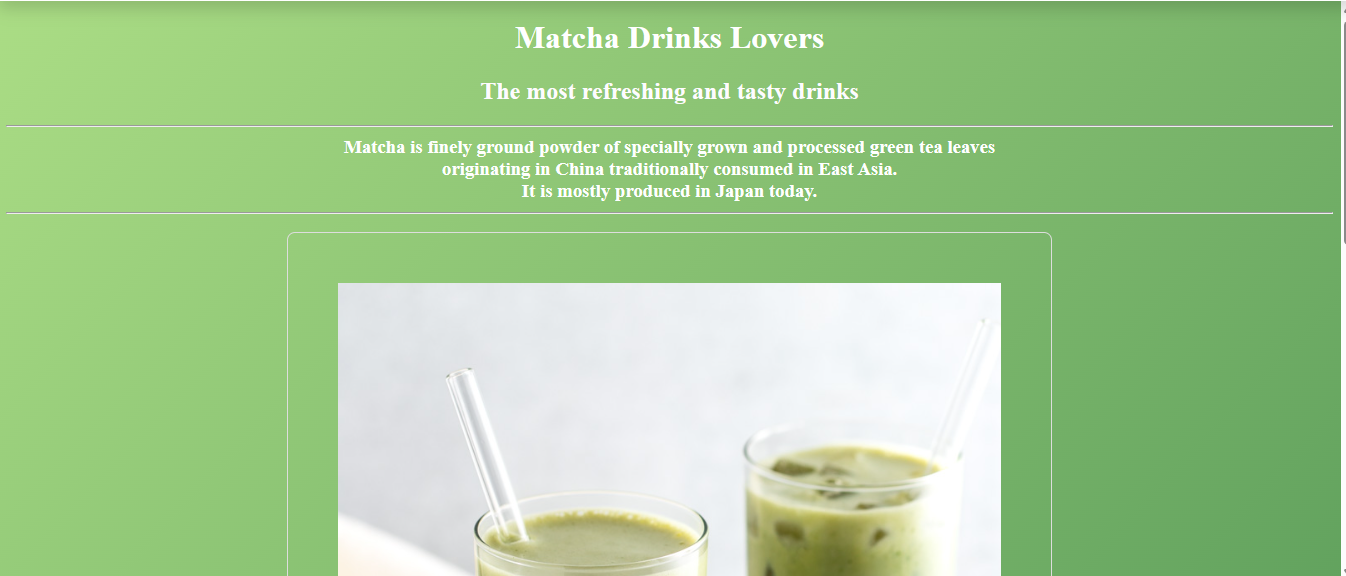 Matcha Drinks Lovers
The most refreshing and tasty drinks
Matcha is finely ground powder of specially grown and processed green tea leaves
originating in China traditionally consumed in East Asia.
It is mostly produced in Japan today.